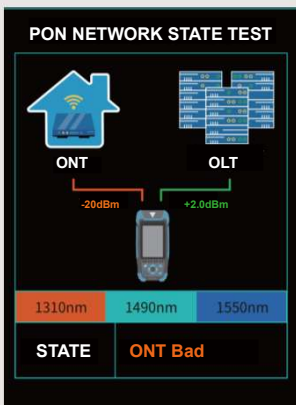 PON NETWORK STATE TEST
ONT OLT
-20dBm +2.0dBm
1310nm 1490nm 1550nm
STATE ONT Bad